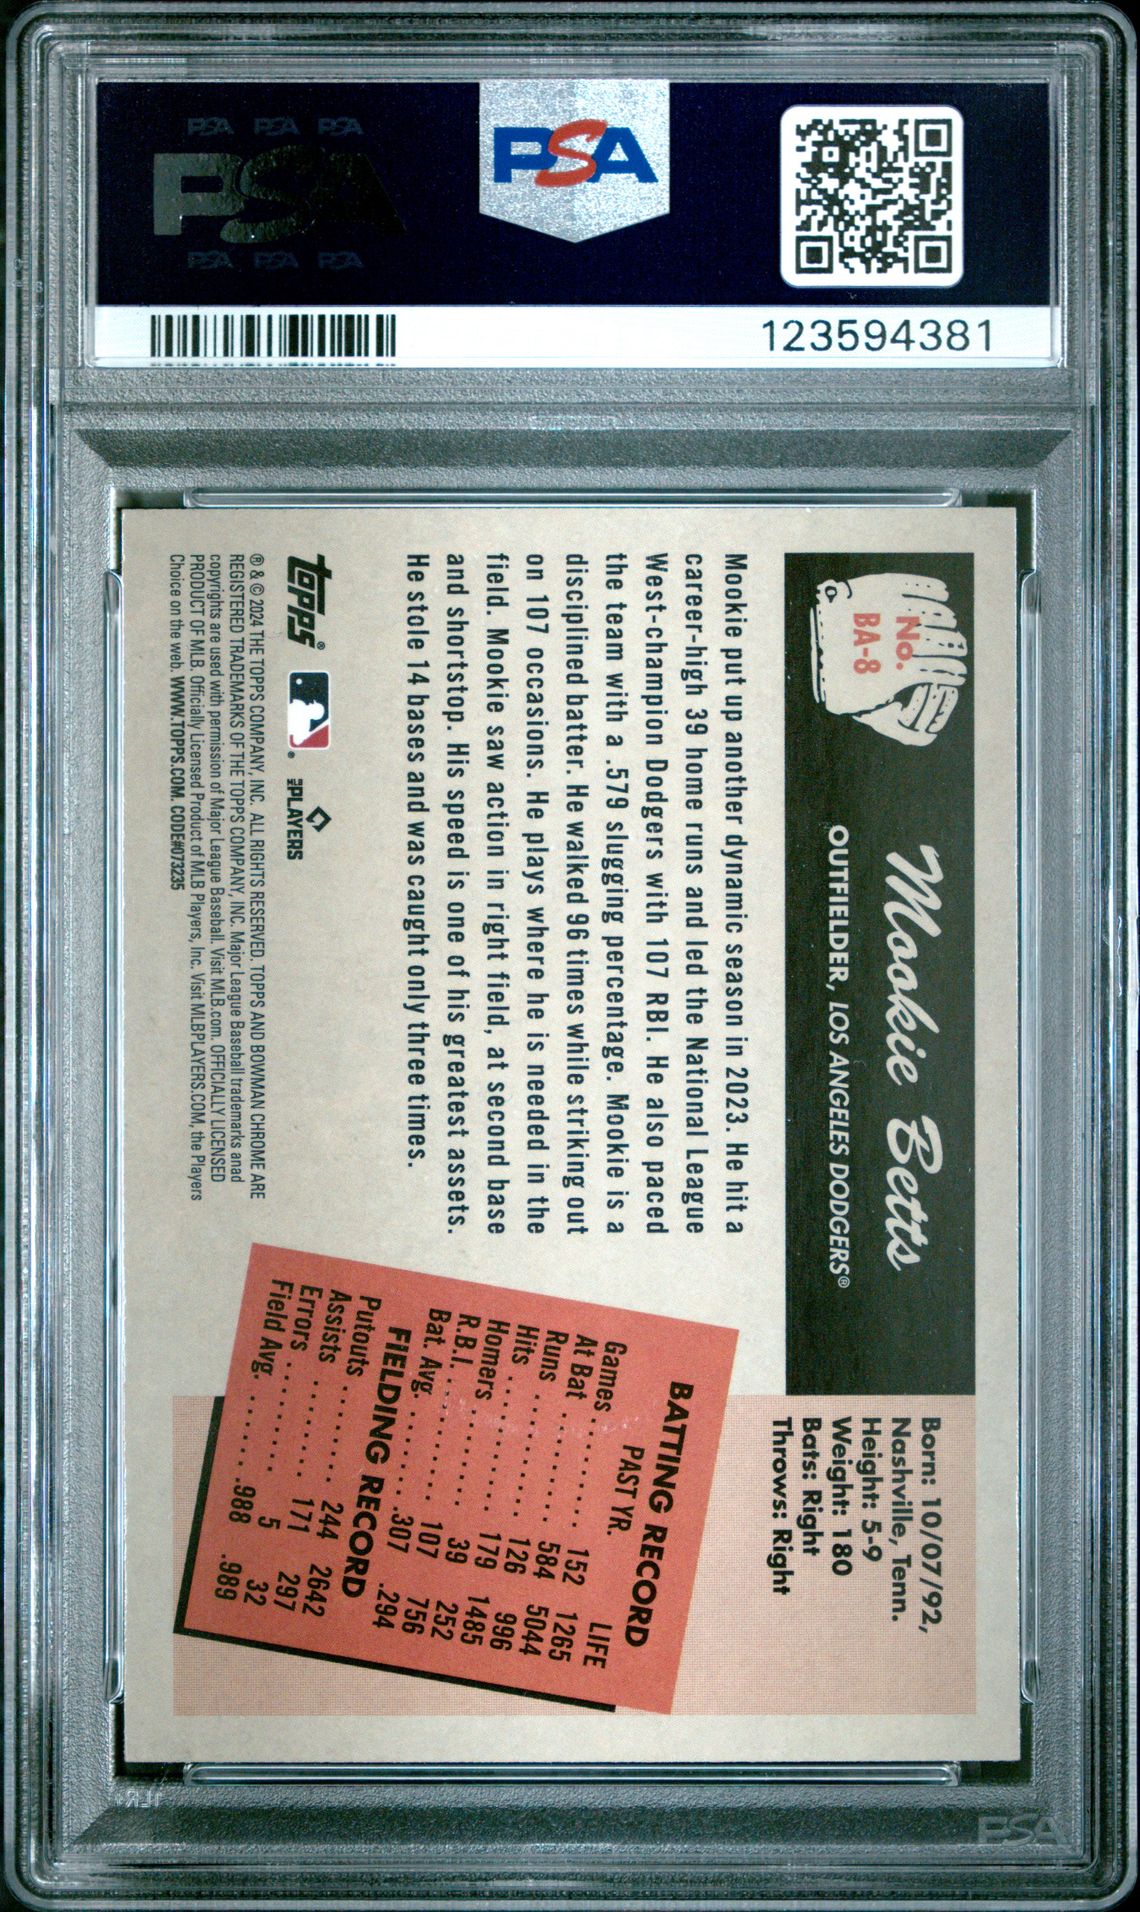 PSA PSA PSA
PSA
PSA PSA PSA
PSA
123594381
No.
BA-8
Mookie Betts
OUTFIELDER, LOS ANGELES DODGERS®
Born: 10/07/92,
Nashville, Tenn.
Height: 5-9
Weight: 180
Bats: Right
Throws: Right
Mookie put up another dynamic season in 2023. He hit a
career-high 39 home runs and led the National League
West-champion Dodgers with 107 RBI. He also paced
the team with a .579 slugging percentage. Mookie is a
disciplined batter. He walked 96 times while striking out
on 107 occasions. He plays where he is needed in the
field. Mookie saw action in right field, at second base
and shortstop. His speed is one of his greatest assets.
He stole 14 bases and was caught only three times.
BATTING RECORD
PAST YR. LIFE
Games . . . . . . . . . 152 1265
At Bat . . . . . . . . . 584 5044
Runs . . . . . . . . . . 126 996
Hits . . . . . . . . . . . 179 1485
Homers . . . . . . . . 39 252
R.B.I. . . . . . . . . . . 107 756
Bat. Avg. . . . . . . . .307 .294
FIELDING RECORD
Putouts . . . . . . . . 244 2642
Assists . . . . . . . . 171 297
Errors . . . . . . . . . 5 32
Field Avg. . . . . . . .988 .989
topps® ® MLB PLAYERS
® & © 2024 THE TOPPS COMPANY, INC. ALL RIGHTS RESERVED. TOPPS AND BOWMAN CHROME ARE
REGISTERED TRADEMARKS OF THE TOPPS COMPANY, INC. Major League Baseball trademarks anad
copyrights are used with permission of Major League Baseball. Visit MLB.com. OFFICIALLY LICENSED
PRODUCT OF MLB. Officially Licensed Product of MLB Players, Inc. Visit MLBPLAYERS.COM, the Players
Choice on the web. WWW.TOPPS.COM. CODE#073235
PSA